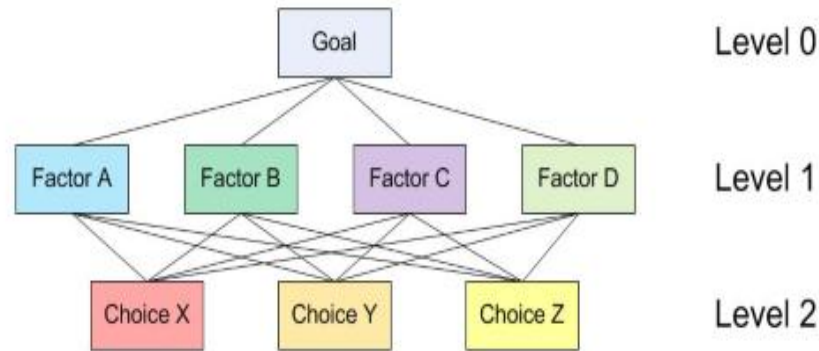 Goal
Level 0
Factor A
Factor B
Factor C
Factor D
Level 1
Choice X
Choice Y
Choice Z
Level 2